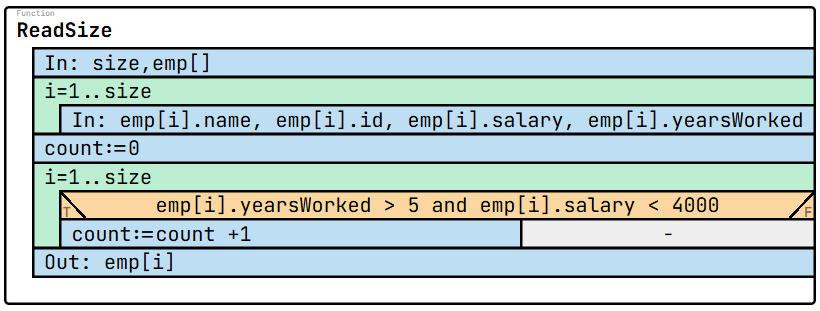 Function
ReadSize
In: size,emp[]
i=1..size
In: emp[i].name, emp[i].id, emp[i].salary, emp[i].yearsWorked
count:=0
i=1..size
emp[i].yearsWorked > 5 and emp[i].salary < 4000
T F
count:=count +1 -
Out: emp[i]